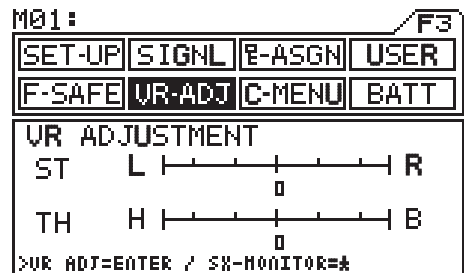 M01: F3
SET-UP SIGNL E-ASGN USER
F-SAFE VR-ADJ C-MENU BATT
VR ADJUSTMENT
ST L R
0
TH H B
0
>VR ADJ=ENTER / SX-MONITOR=*